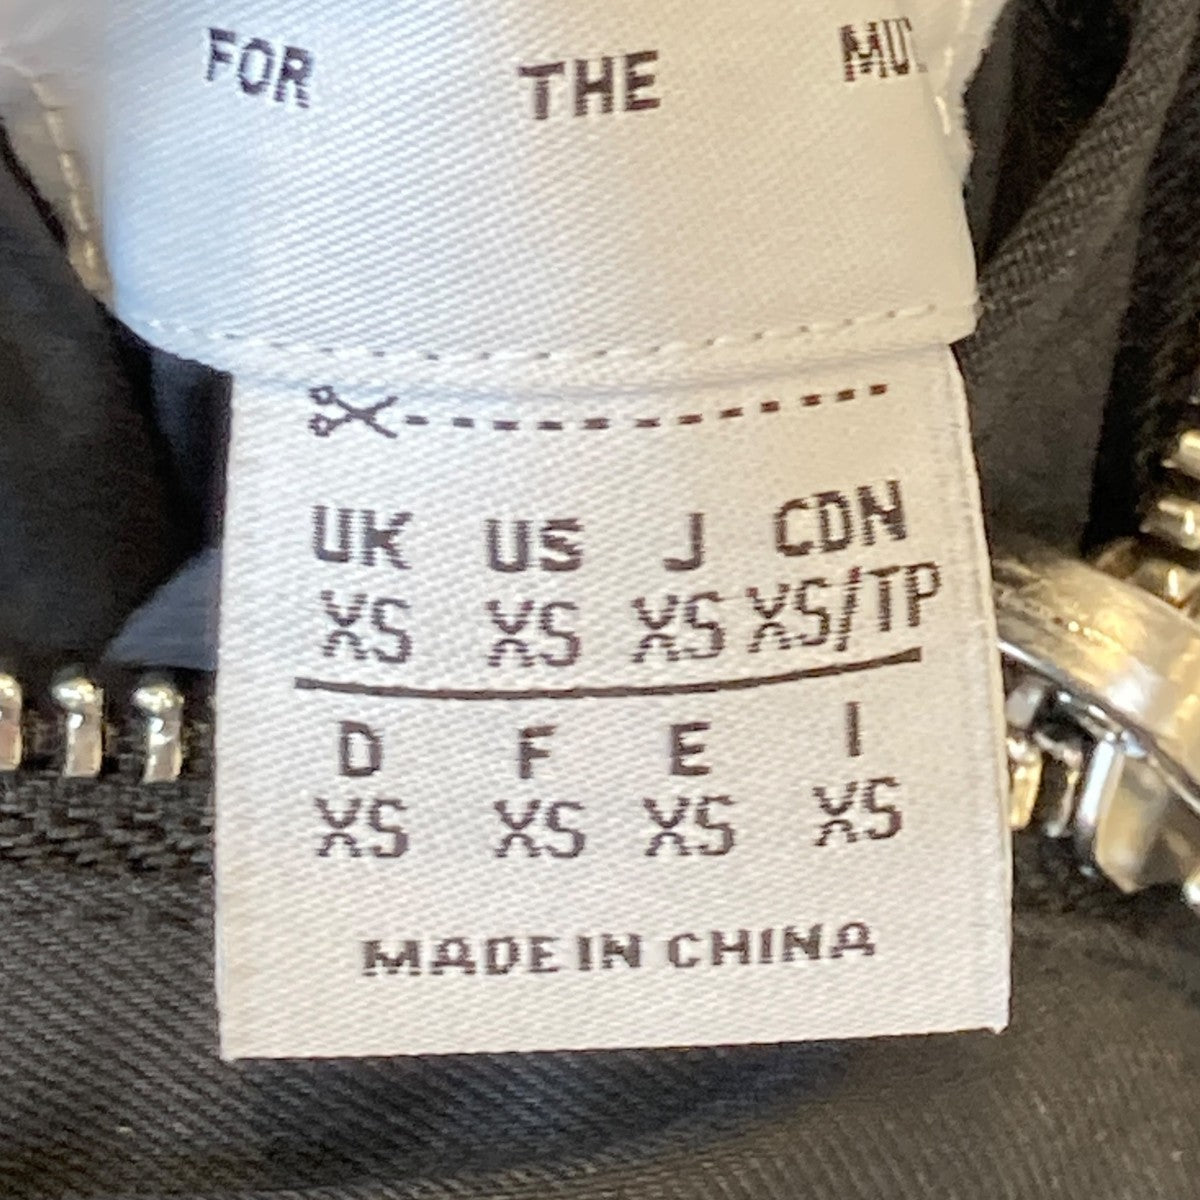 FOR THE
UK US J CDN
XS XS XS XS/TP
D F E I
XS XS XS XS
MADE IN CHINA